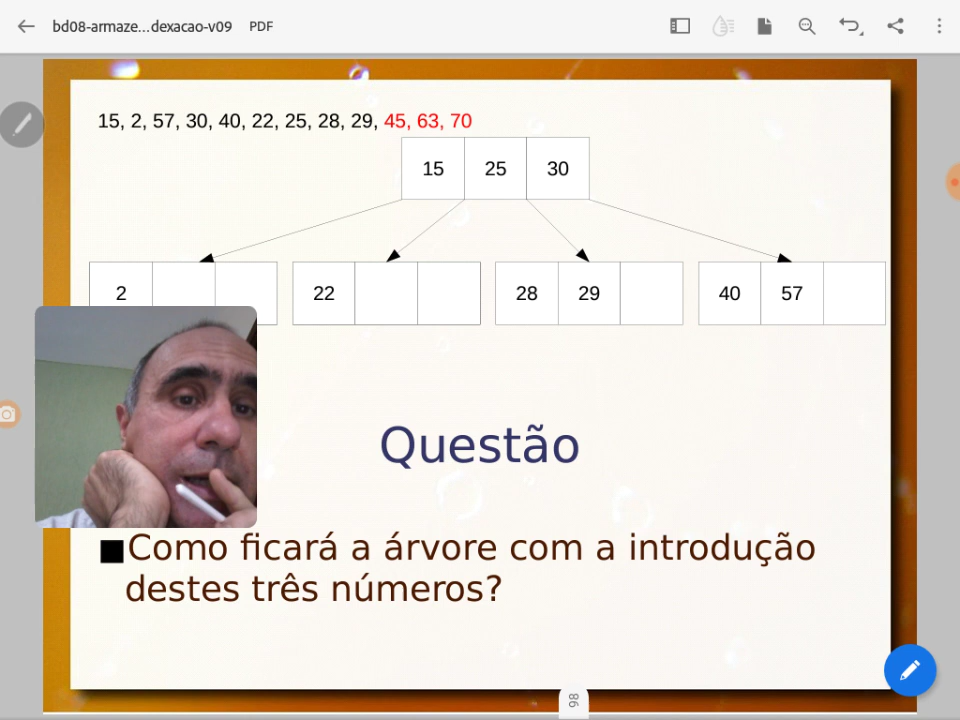 bd08-armaze...dexacao-v09 PDF
15, 2, 57, 30, 40, 22, 25, 28, 29, 45, 63, 70
15 25 30
2 22 28 29 40 57
Questão
Como ficará a árvore com a introdução
destes três números?
86